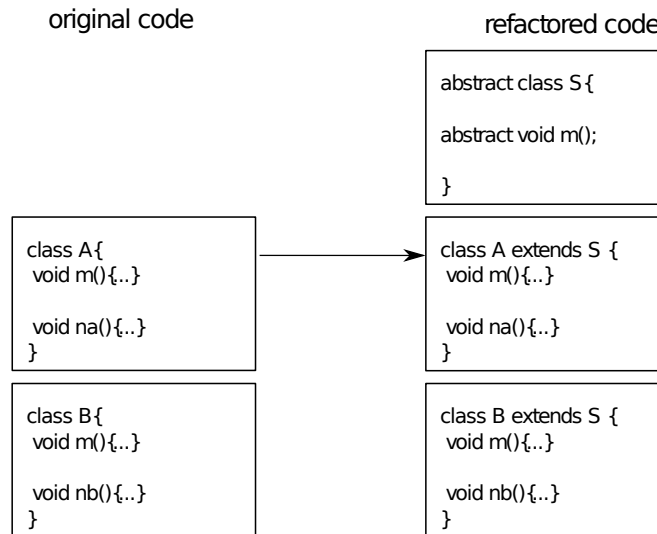 original code
refactored code
abstract class S{
abstract void m();
}
class A{
void m(){...}
void na(){...}
}
class A extends S {
void m(){...}
void na(){...}
}
class B{
void m(){...}
void nb(){...}
}
class B extends S {
void m(){...}
void nb(){...}
}